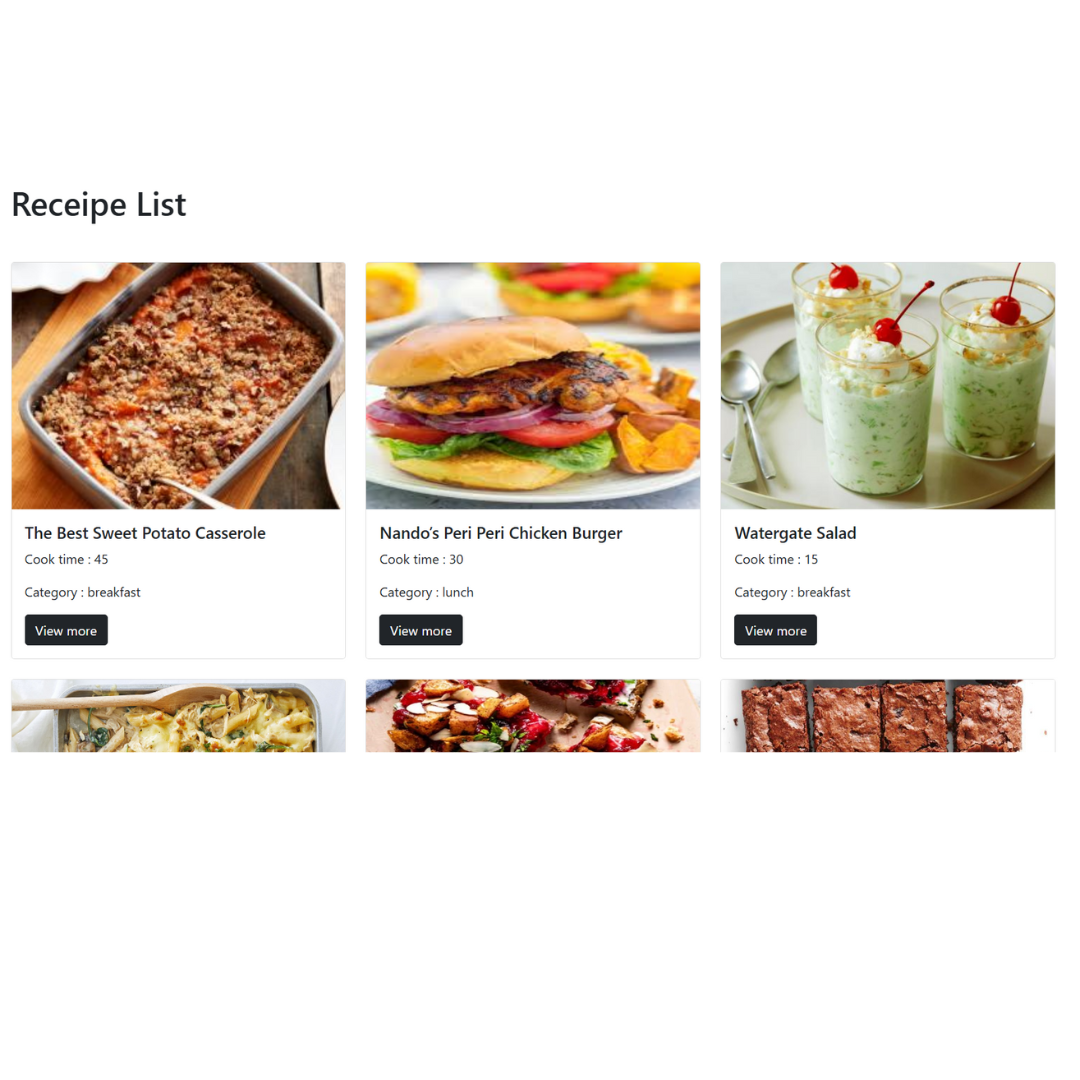 Receipe List
The Best Sweet Potato Casserole
Cook time : 45
Category : breakfast
View more
Nando’s Peri Peri Chicken Burger
Cook time : 30
Category : lunch
View more
Watergate Salad
Cook time : 15
Category : breakfast
View more